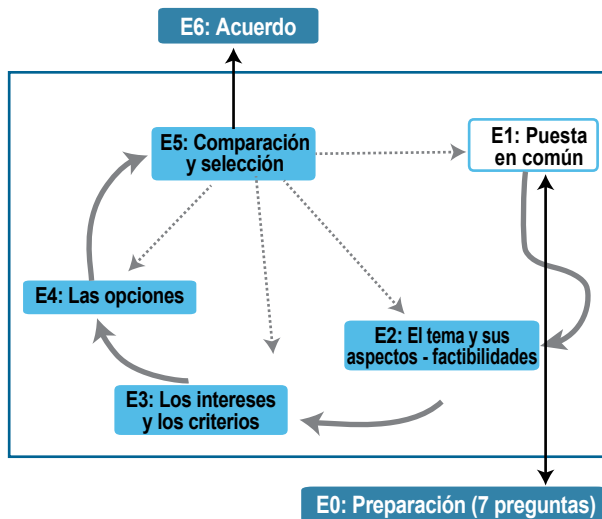 E6: Acuerdo
E5: Comparación
y selección
E1: Puesta
en común
E4: Las opciones
E2: El tema y sus
aspectos - factibilidades
E3: Los intereses
y los criterios
E0: Preparación (7 preguntas)